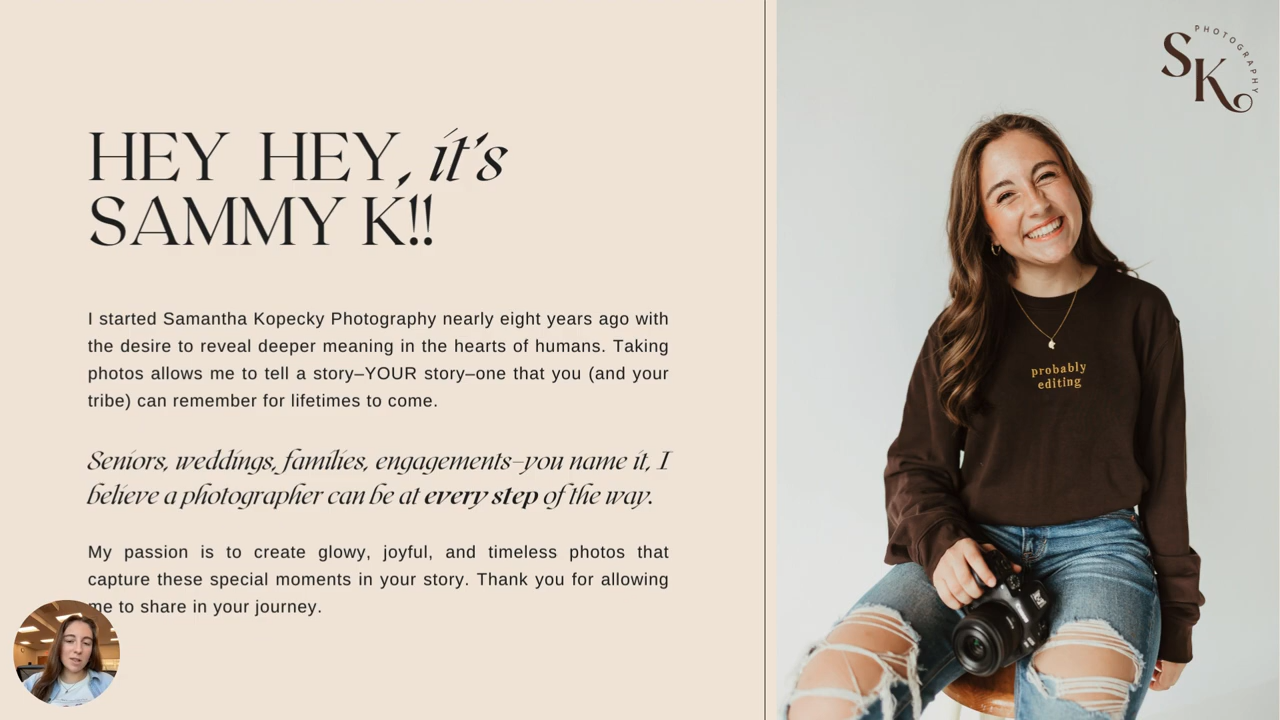 HEY HEY, it's
SAMMY K!!
I started Samantha Kopecky Photography nearly eight years ago with
the desire to reveal deeper meaning in the hearts of humans. Taking
photos allows me to tell a story–YOUR story–one that you (and your
tribe) can remember for lifetimes to come.
Seniors, weddings, families, engagements–you name it, I
believe a photographer can be at every step of the way.
My passion is to create glowy, joyful, and timeless photos that
capture these special moments in your story. Thank you for allowing
me to share in your journey.
SK PHOTOGRAPHY
probably
editing